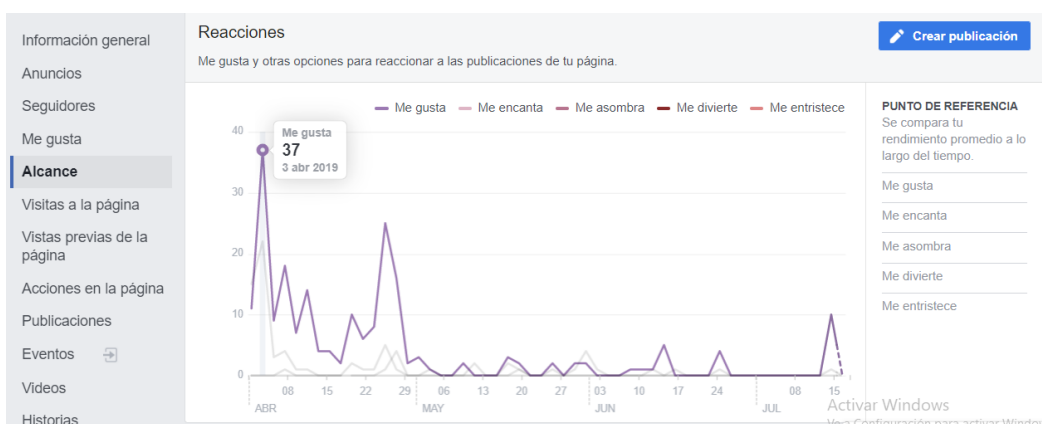 Información general
Anuncios
Seguidores
Me gusta
Alcance
Visitas a la página
Vistas previas de la
página
Acciones en la página
Publicaciones
Eventos
Videos
Historias
Reacciones
Me gusta y otras opciones para reaccionar a las publicaciones de tu página.
Crear publicación
Me gusta Me encanta Me asombra Me divierte Me entristece
40
30
20
10
0
Me gusta
37
3 abr 2019
08 15 22 29 06 13 20 27 03 10 17 24 08 15
ABR MAY JUN JUL
PUNTO DE REFERENCIA
Se compara tu
rendimiento promedio a lo
largo del tiempo.
Me gusta
Me encanta
Me asombra
Me divierte
Me entristece
Activar Windows
Ve a Configuración para activar Windows